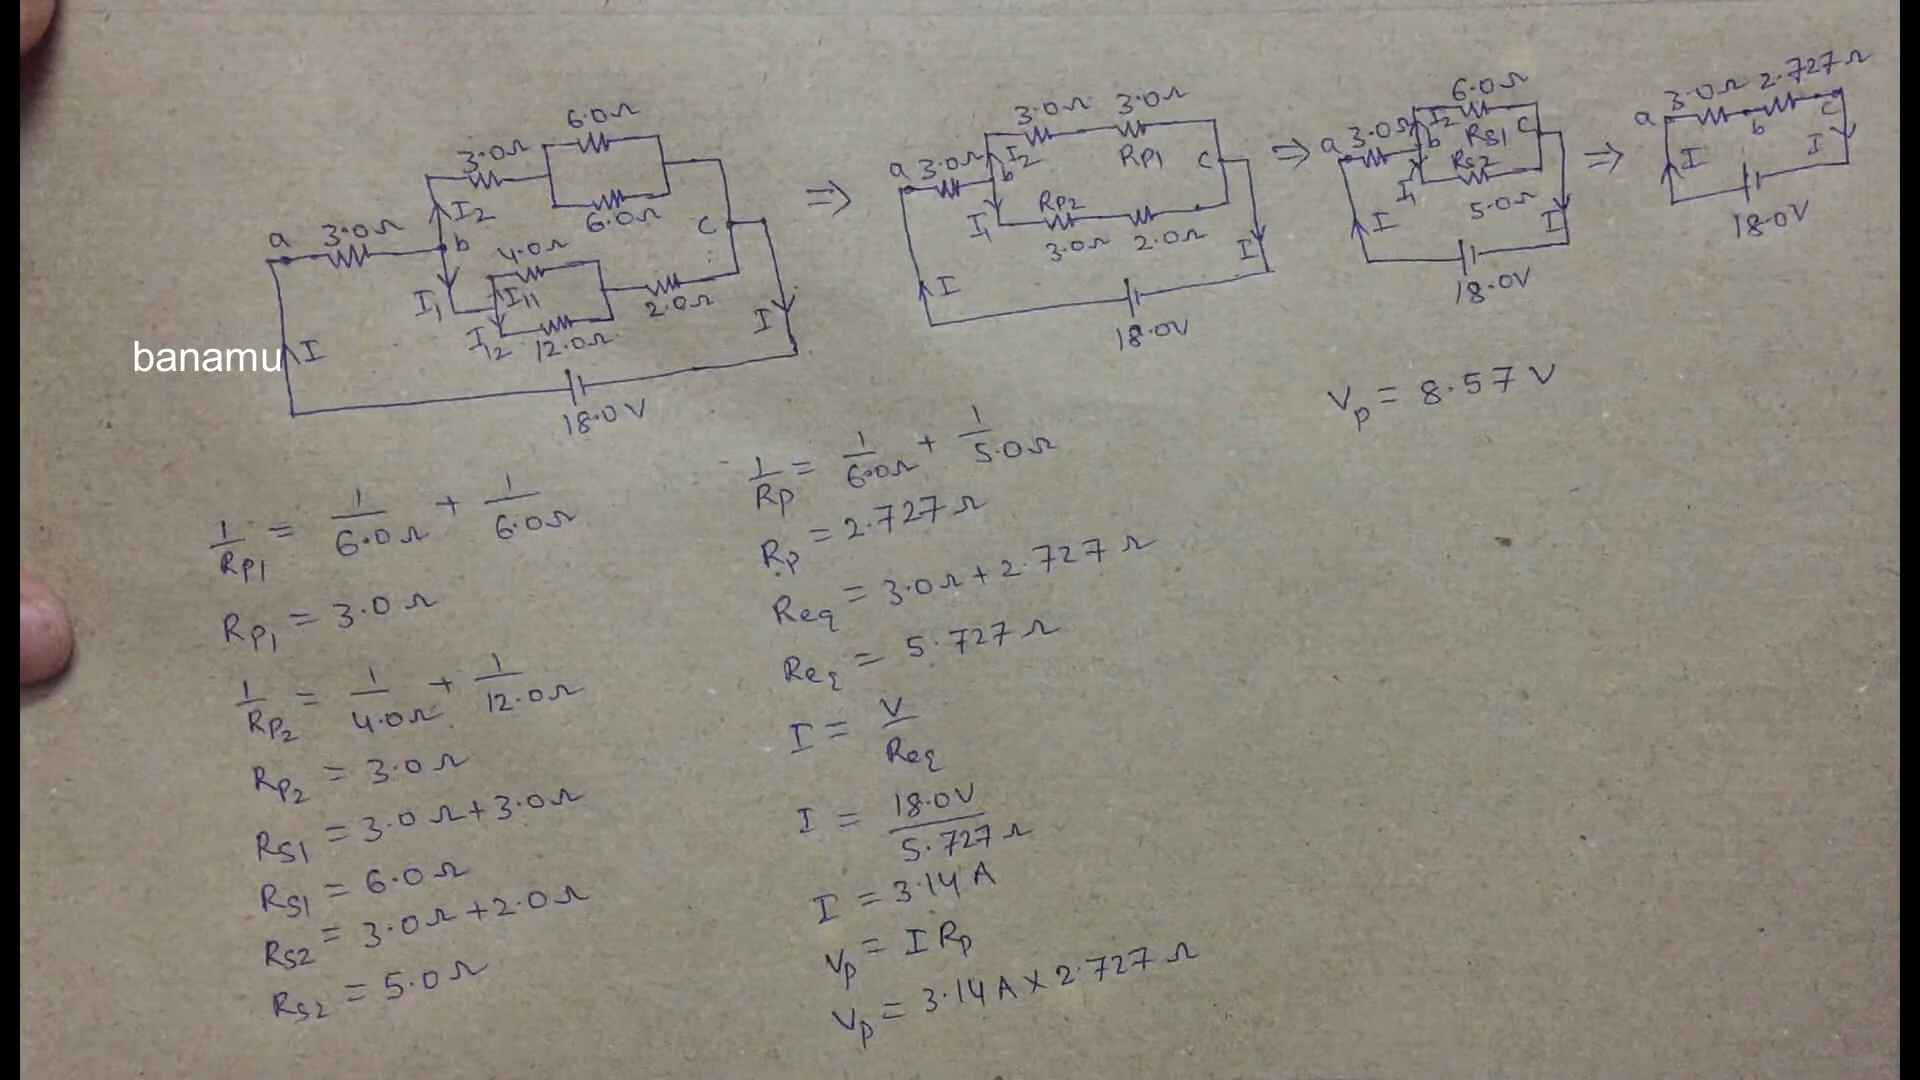 6.0Ω
3.0Ω
6.0Ω
I2
a 3.0Ω b C
4.0Ω
I1 I11
2.0Ω
I12 12.0Ω
I I
18.0V
⇒
3.0Ω 3.0Ω
a 3.0Ω I2 RP1
b C
I1 RP2
3.0Ω 2.0Ω
I I
18.0V
⇒
6.0Ω
a 3.0Ω I2 RS1 C
b
I1 RS2
5.0Ω
I I
18.0V
⇒
3.0Ω 2.727Ω
a b C
I I
18.0V
banamu
1/RP1 = 1/6.0Ω + 1/6.0Ω
RP1 = 3.0Ω
1/RP2 = 1/4.0Ω + 1/12.0Ω
RP2 = 3.0Ω
RS1 = 3.0Ω + 3.0Ω
RS1 = 6.0Ω
RS2 = 3.0Ω + 2.0Ω
RS2 = 5.0Ω
1/RP = 1/6.0Ω + 1/5.0Ω
RP = 2.727Ω
Req = 3.0Ω + 2.727Ω
Req = 5.727Ω
I = V/Req
I = 18.0V/5.727Ω
I = 3.14A
VP = I RP
VP = 3.14A × 2.727Ω
VP = 8.57V